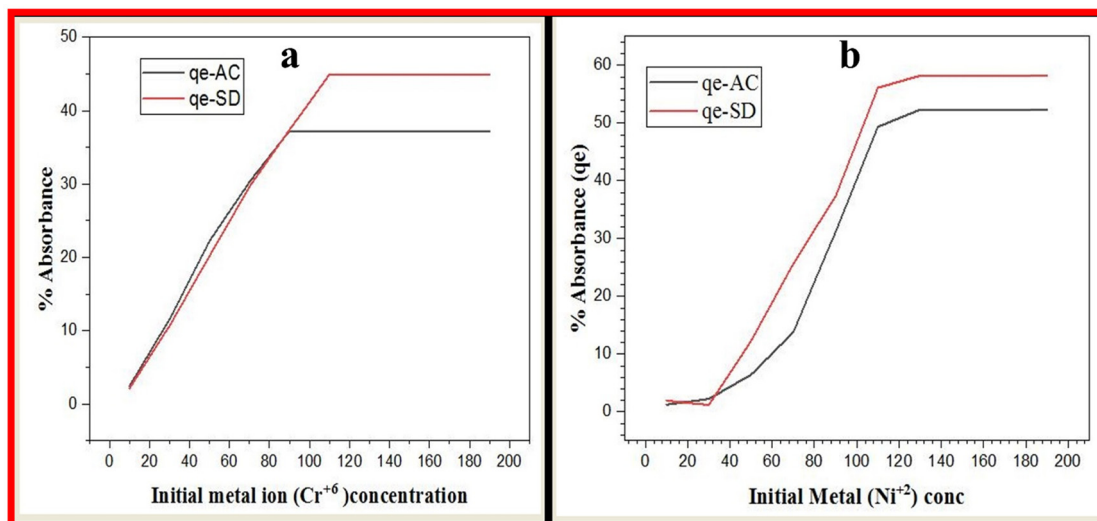 a
qe-AC
qe-SD
50
40
30
20
10
0
% Absorbance
0 20 40 60 80 100 120 140 160 180 200
Initial metal ion (Cr⁺⁶ )concentration
b
qe-AC
qe-SD
60
50
40
30
20
10
0
% Absorbance (qe)
0 20 40 60 80 100 120 140 160 180 200
Initial Metal (Ni⁺²) conc